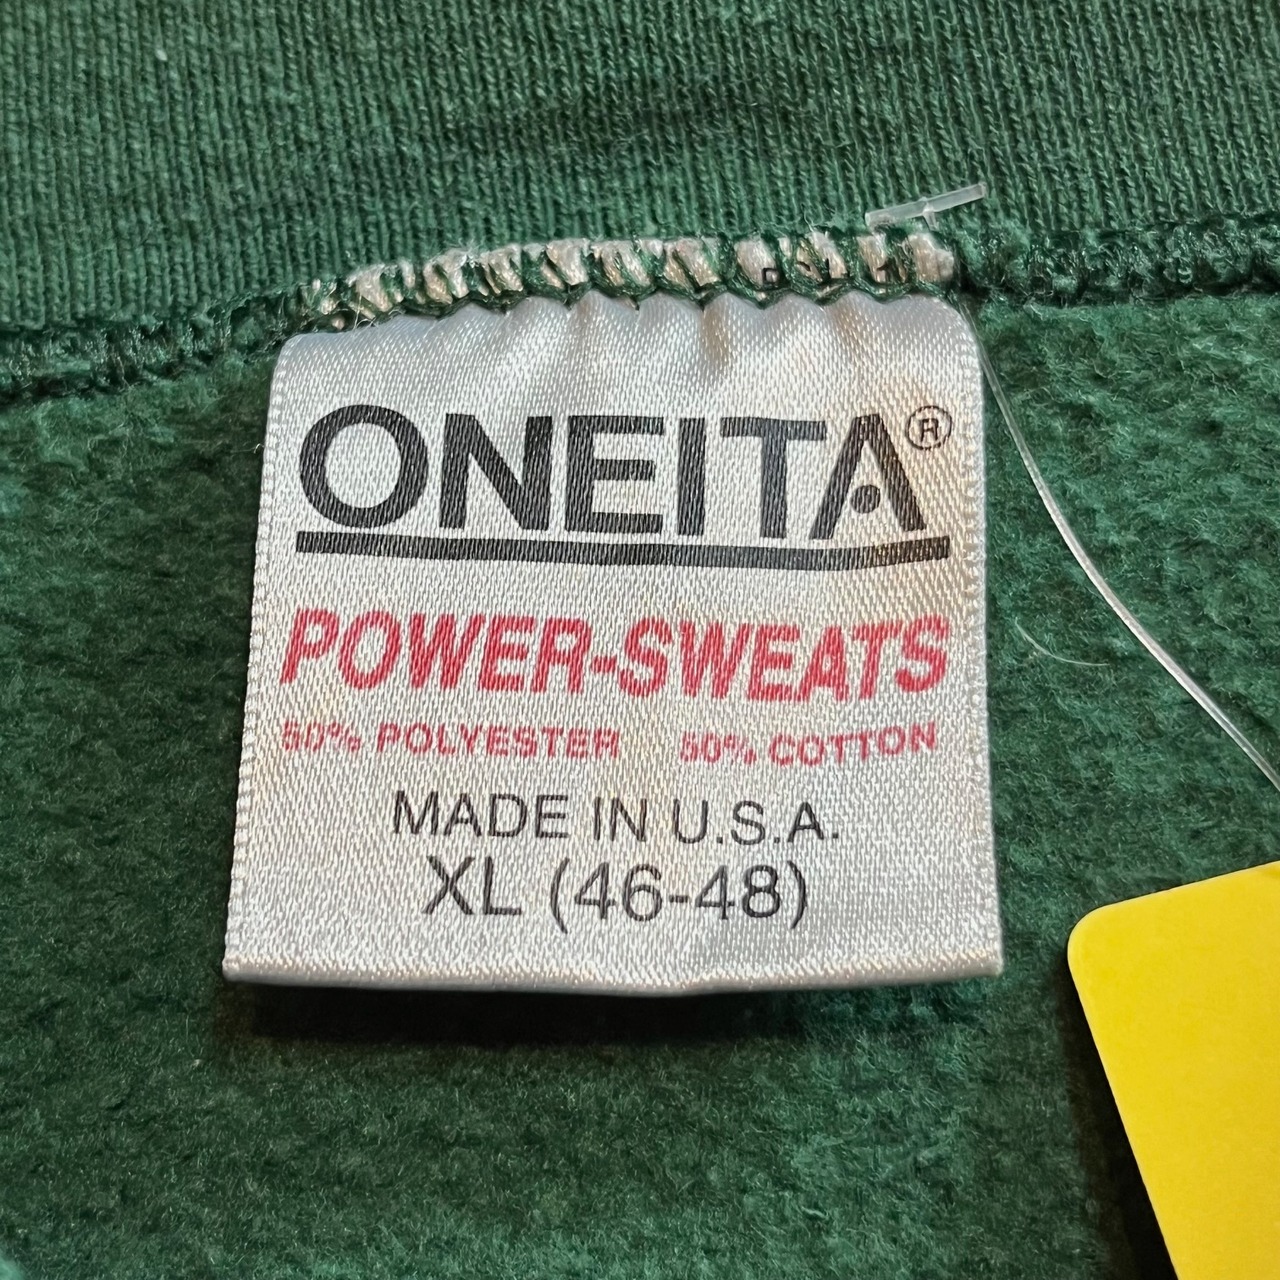 ONEITA®
POWER-SWEATS
50% POLYESTER 50% COTTON
MADE IN U.S.A.
XL (46-48)